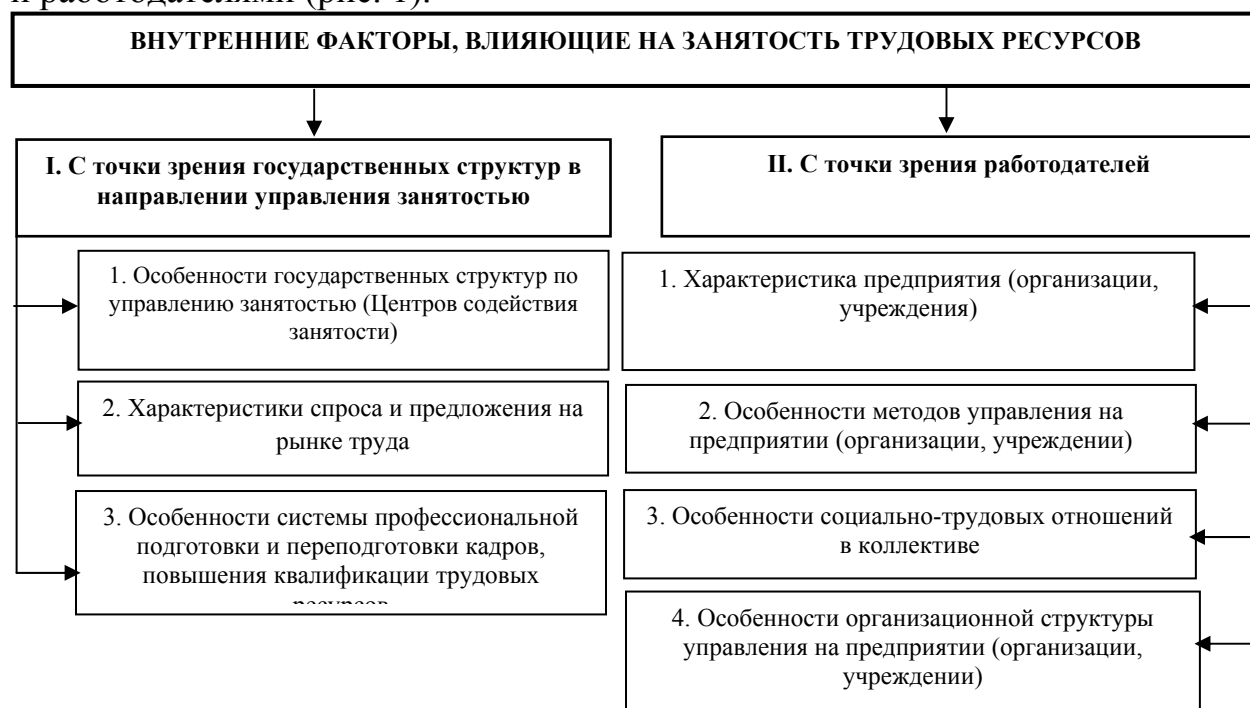 и работодателями (рис. 1).
ВНУТРЕННИЕ ФАКТОРЫ, ВЛИЯЮЩИЕ НА ЗАНЯТОСТЬ ТРУДОВЫХ РЕСУРСОВ
I. С точки зрения государственных структур в
направлении управления занятостью
1. Особенности государственных структур по
управлению занятостью (Центров содействия
занятости)
2. Характеристики спроса и предложения на
рынке труда
3. Особенности системы профессиональной
подготовки и переподготовки кадров,
повышения квалификации трудовых
ресурсов
II. С точки зрения работодателей
1. Характеристика предприятия (организации,
учреждения)
2. Особенности методов управления на
предприятии (организации, учреждении)
3. Особенности социально-трудовых отношений
в коллективе
4. Особенности организационной структуры
управления на предприятии (организации,
учреждении)